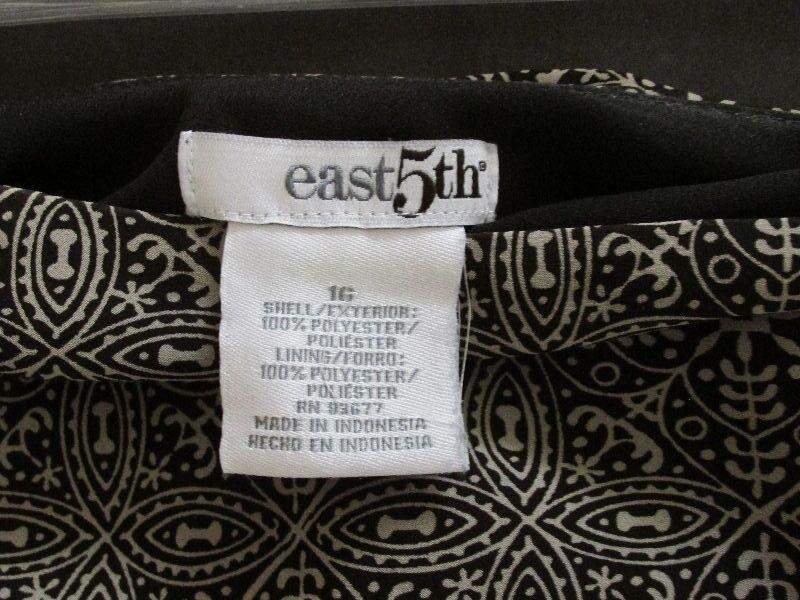 east5th
16
SHELL/EXTERIOR:
100% POLYESTER/
POLIÉSTER
LINING/FORRO:
100% POLYESTER/
POLIÉSTER
RN 93677
MADE IN INDONESIA
HECHO EN INDONESIA